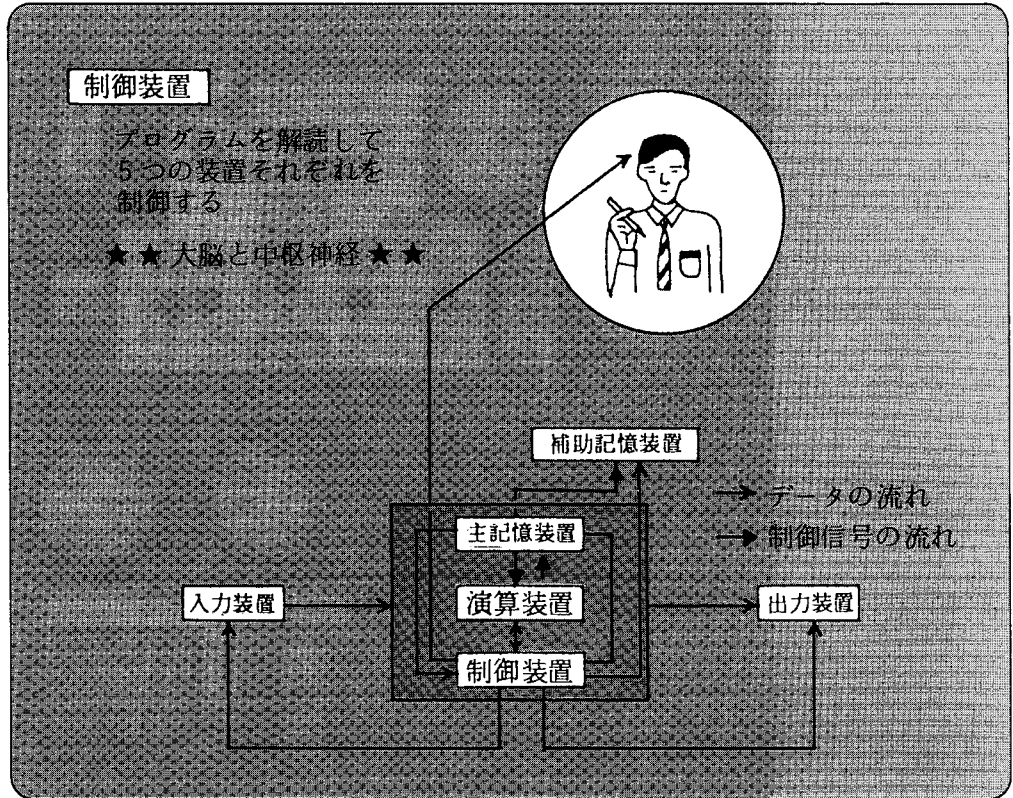 制御装置
プログラムを解読して
5つの装置それぞれを
制御する
★★大脳と中枢神経★★
補助記憶装置
データの流れ
主記憶装置
制御信号の流れ
入力装置
演算装置
出力装置
制御装置